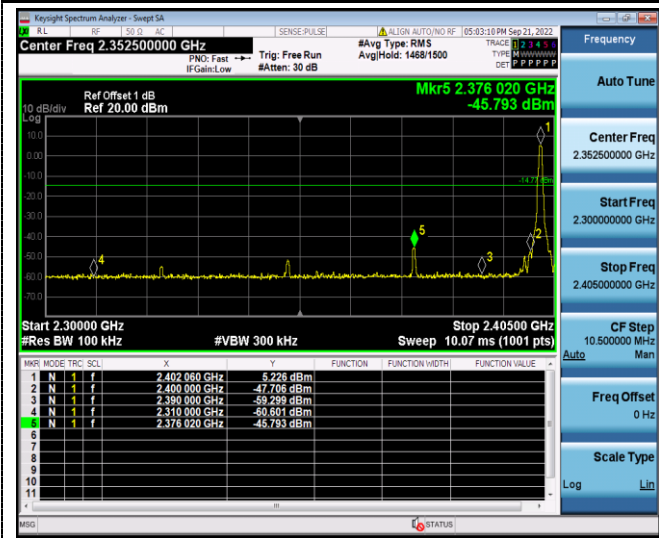 Keysight Spectrum Analyzer - Swept SA
RL RF 50 Ω AC SENSE:PULSE ALIGN AUTO/NO RF 05:03:10 PM Sep 21, 2022
Center Freq 2.352500000 GHz #Avg Type: RMS TRACE 1 2 3 4 5 6
PNO: Fast Trig: Free Run Avg|Hold: 1468/1500 TYPE MWWWWW
IFGain:Low #Atten: 30 dB DET P P P P P P
Ref Offset 1 dB Mkr5 2.376 020 GHz
10 dB/div Ref 20.00 dBm -45.793 dBm
Log
10.0
0.00
-10.0
-20.0
-30.0
-40.0
-50.0
-60.0
-70.0
1
-14.77 dBm
5
2
3
4
Start 2.30000 GHz Stop 2.40500 GHz
#Res BW 100 kHz #VBW 300 kHz Sweep 10.07 ms (1001 pts)
MKR MODE TRC SCL X Y FUNCTION FUNCTION WIDTH FUNCTION VALUE
1 N 1 f 2.402 060 GHz 5.226 dBm
2 N 1 f 2.400 000 GHz -47.706 dBm
3 N 1 f 2.390 000 GHz -59.299 dBm
4 N 1 f 2.310 000 GHz -60.601 dBm
5 N 1 f 2.376 020 GHz -45.793 dBm
6
7
8
9
10
11
MSG STATUS
Frequency
Auto Tune
Center Freq
2.352500000 GHz
Start Freq
2.300000000 GHz
Stop Freq
2.405000000 GHz
CF Step
10.500000 MHz
Auto Man
Freq Offset
0 Hz
Scale Type
Log Lin